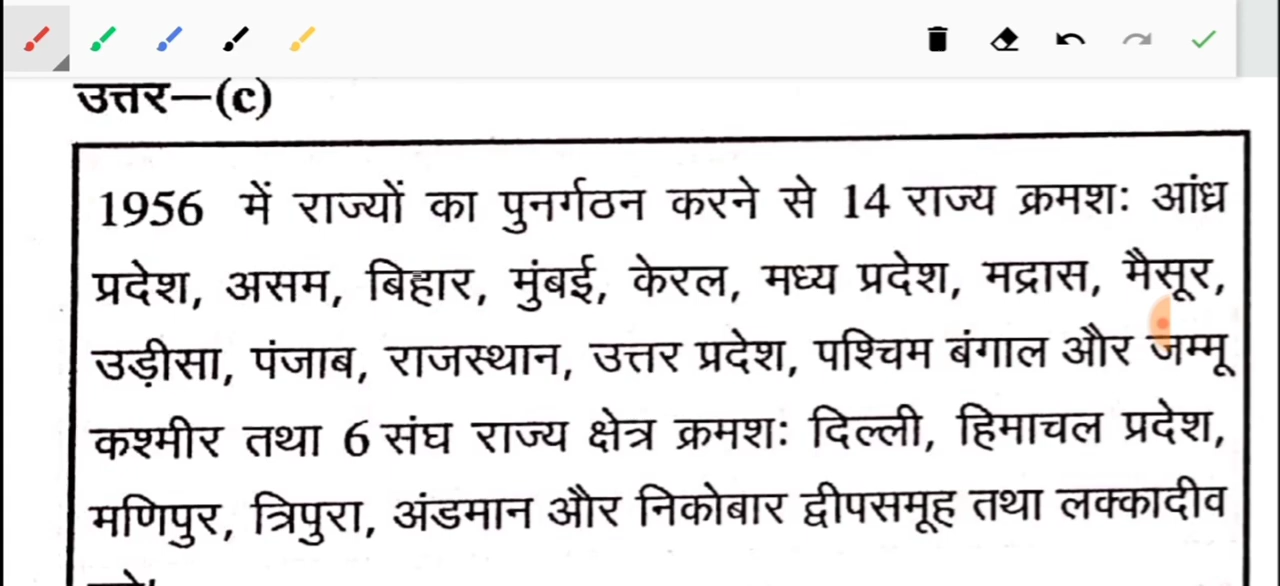 उत्तर—(c)
1956 में राज्यों का पुनर्गठन करने से 14 राज्य क्रमशः आंध्र
प्रदेश, असम, बिहार, मुंबई, केरल, मध्य प्रदेश, मद्रास, मैसूर,
उड़ीसा, पंजाब, राजस्थान, उत्तर प्रदेश, पश्चिम बंगाल और जम्मू
कश्मीर तथा 6 संघ राज्य क्षेत्र क्रमशः दिल्ली, हिमाचल प्रदेश,
मणिपुर, त्रिपुरा, अंडमान और निकोबार द्वीपसमूह तथा लक्कादीव